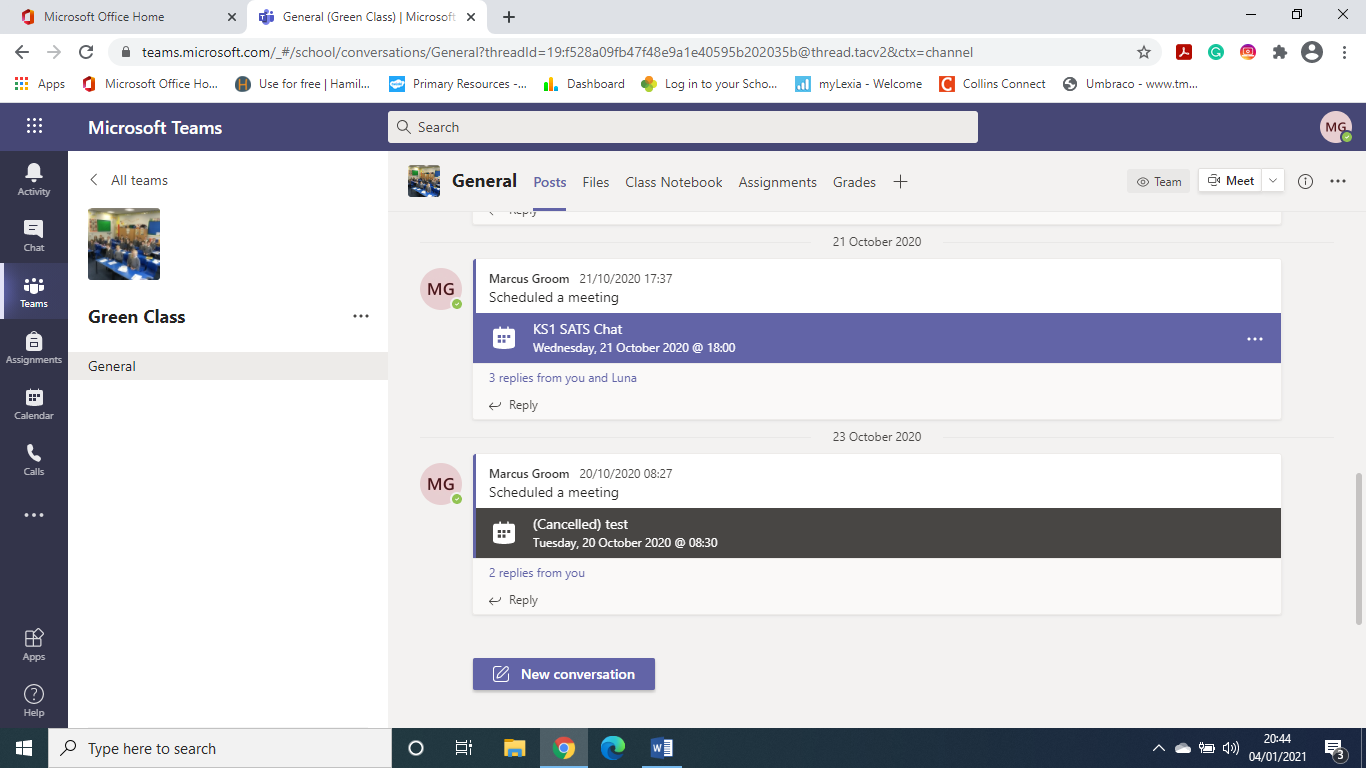 Microsoft Office Home
General (Green Class) | Microsoft
teams.microsoft.com/_#/school/conversations/General?threadId=19:f528a09fb47f48e9a1e40595b202035b@thread.tacv2&ctx=channel
Apps
Microsoft Office Ho...
Use for free | Hamil...
Primary Resources -...
Dashboard
Log in to your Scho...
myLexia - Welcome
Collins Connect
Umbraco - www.tm...
Microsoft Teams
Search
MG
Activity
Chat
Teams
Assignments
Calendar
Calls
Apps
Help
All teams
Green Class
General
General
Posts
Files
Class Notebook
Assignments
Grades
Team
Meet
Reply
21 October 2020
MG
Marcus Groom 21/10/2020 17:37
Scheduled a meeting
KS1 SATS Chat
Wednesday, 21 October 2020 @ 18:00
3 replies from you and Luna
Reply
23 October 2020
MG
Marcus Groom 20/10/2020 08:27
Scheduled a meeting
(Cancelled) test
Tuesday, 20 October 2020 @ 08:30
2 replies from you
Reply
New conversation
Type here to search
20:44
04/01/2021
3